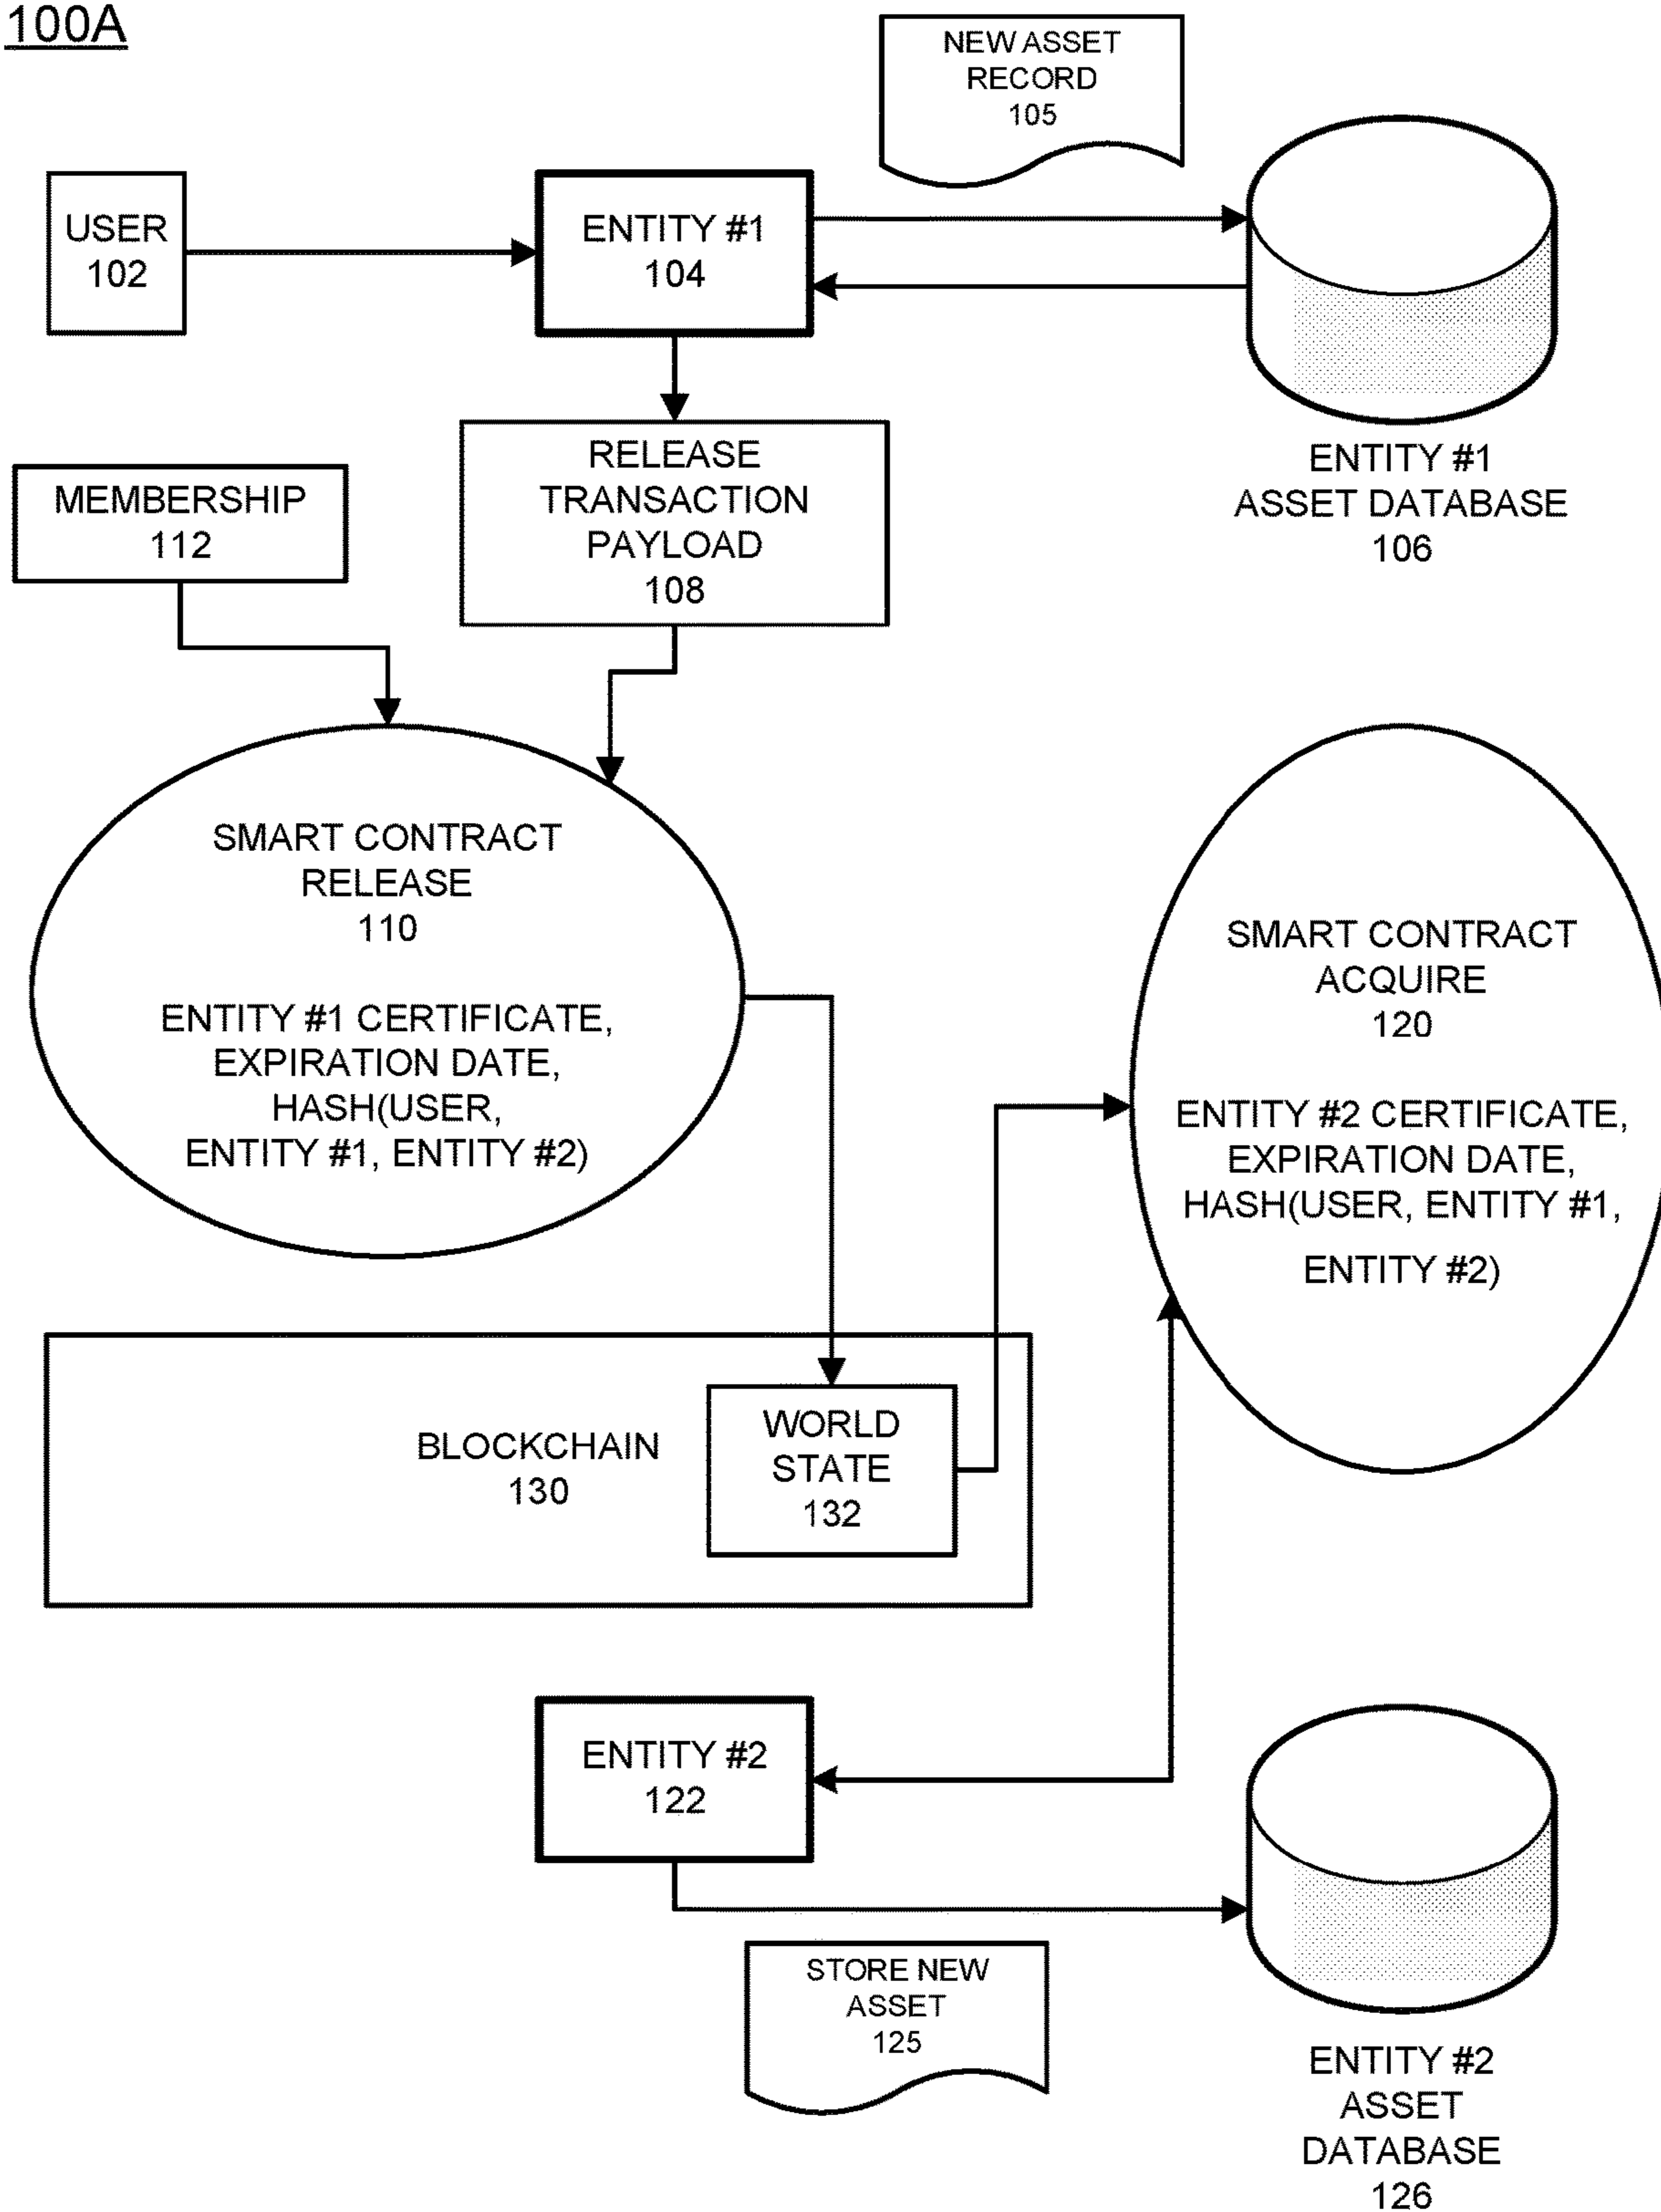 100A
NEW ASSET
RECORD
105
USER
102
ENTITY #1
104
ENTITY #1
ASSET DATABASE
106
RELEASE
TRANSACTION
PAYLOAD
108
MEMBERSHIP
112
SMART CONTRACT
RELEASE
110
ENTITY #1 CERTIFICATE,
EXPIRATION DATE,
HASH(USER,
ENTITY #1, ENTITY #2)
SMART CONTRACT
ACQUIRE
120
ENTITY #2 CERTIFICATE,
EXPIRATION DATE,
HASH(USER, ENTITY #1,
ENTITY #2)
BLOCKCHAIN
130
WORLD
STATE
132
ENTITY #2
122
STORE NEW
ASSET
125
ENTITY #2
ASSET
DATABASE
126